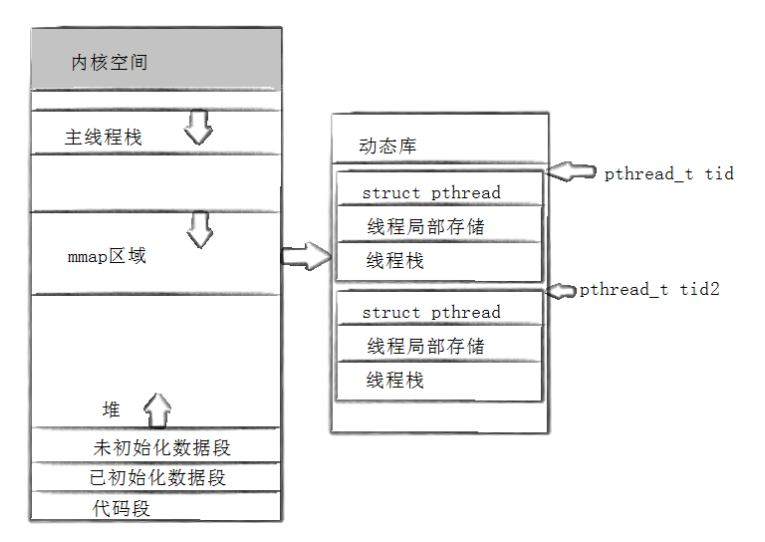 内核空间
主线程栈
mmap区域
堆
未初始化数据段
已初始化数据段
代码段
动态库
struct pthread
线程局部存储
线程栈
struct pthread
线程局部存储
线程栈
pthread_t tid
pthread_t tid2